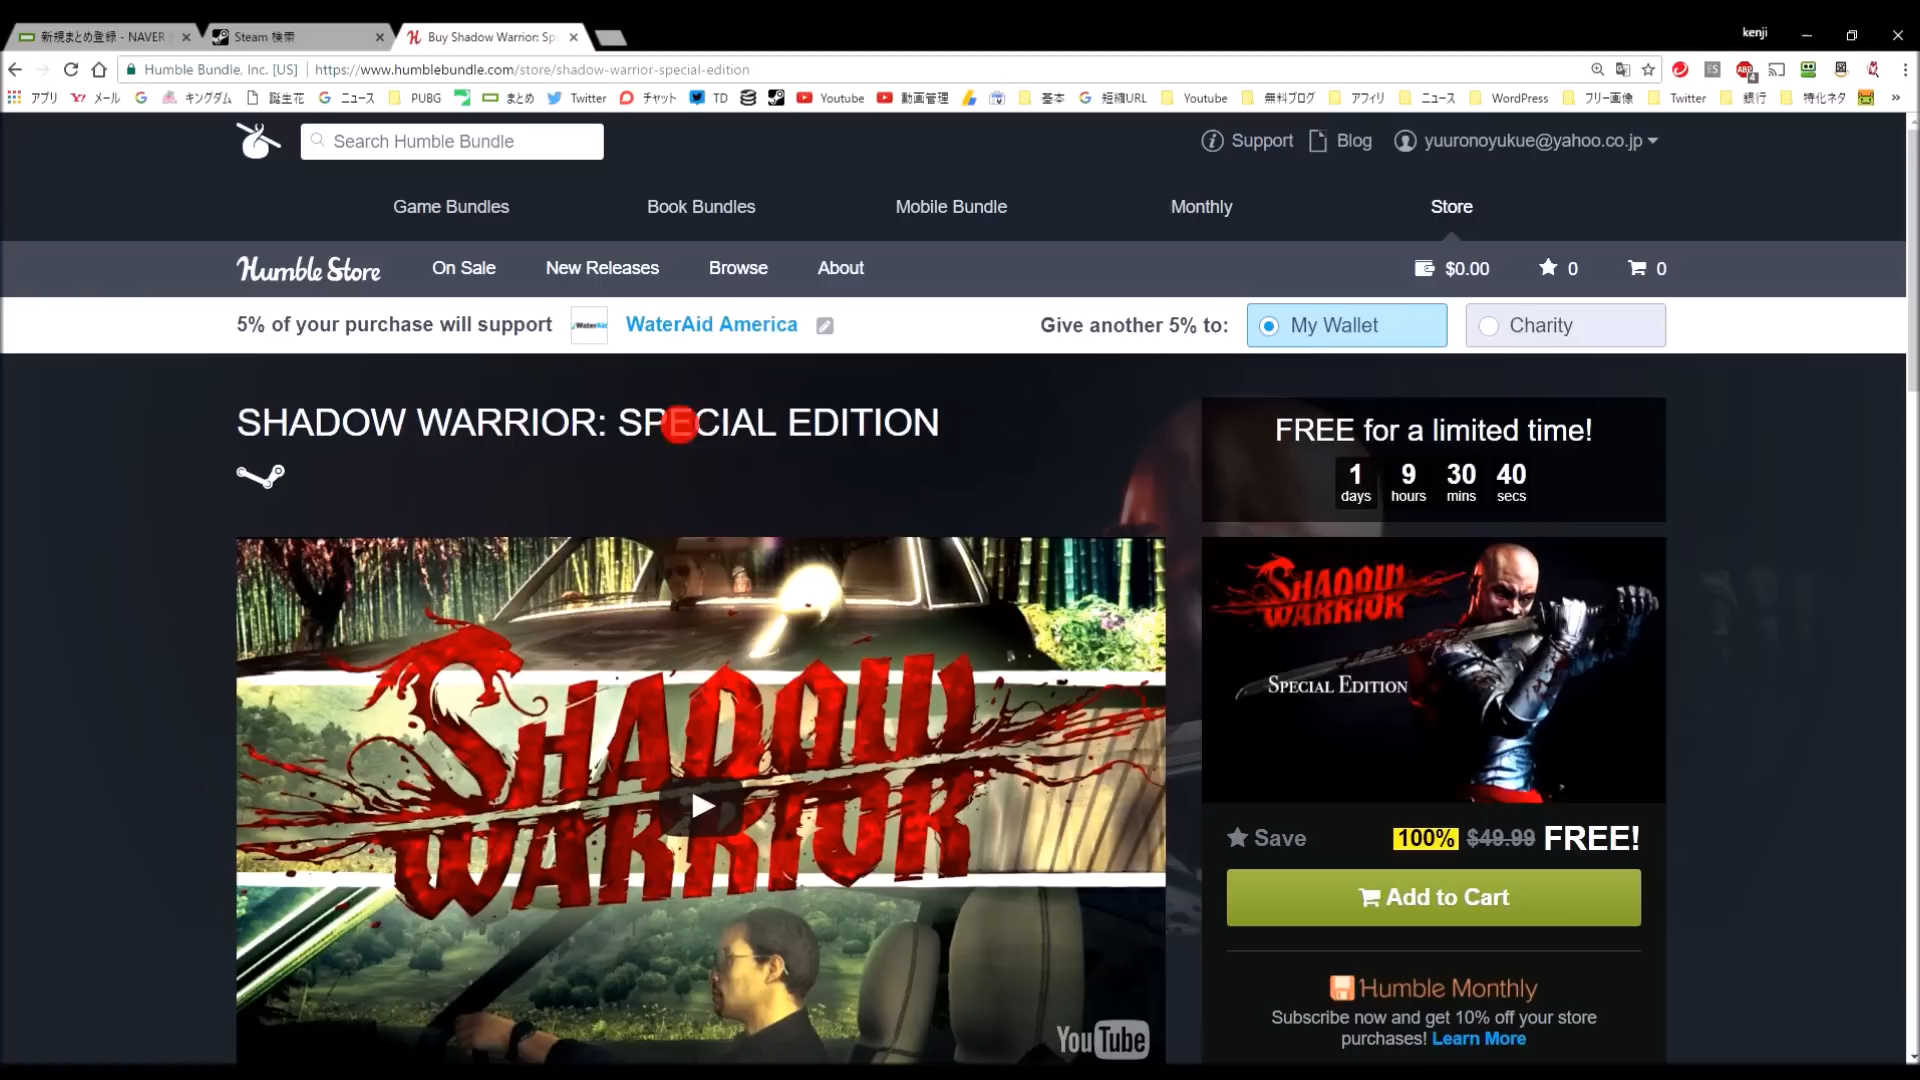 新規まとめ登録 - NAVER
Steam 検索
Buy Shadow Warrior: Sp
kenji
Humble Bundle, Inc. [US]
https://www.humblebundle.com/store/shadow-warrior-special-edition
アプリ メール キングダム 誕生花 ニュース PUBG まとめ Twitter チャット TD Youtube 動画管理 基本 短縮URL Youtube 無料ブログ アフィリ ニュース WordPress フリー画像 Twitter 銀行 特化ネタ »
Search Humble Bundle
Support Blog yuuronoyukue@yahoo.co.jp
Game Bundles Book Bundles Mobile Bundle Monthly Store
Humble Store On Sale New Releases Browse About $0.00 0 0
5% of your purchase will support WaterAid WaterAid America Give another 5% to: My Wallet Charity
SHADOW WARRIOR: SPECIAL EDITION
FREE for a limited time!
1 9 30 40
days hours mins secs
SHADOW
WARRIOR
YouTube
SHADOW
WARRIOR
SPECIAL EDITION
Save 100% $49.99 FREE!
Add to Cart
Humble Monthly
Subscribe now and get 10% off your store
purchases! Learn More